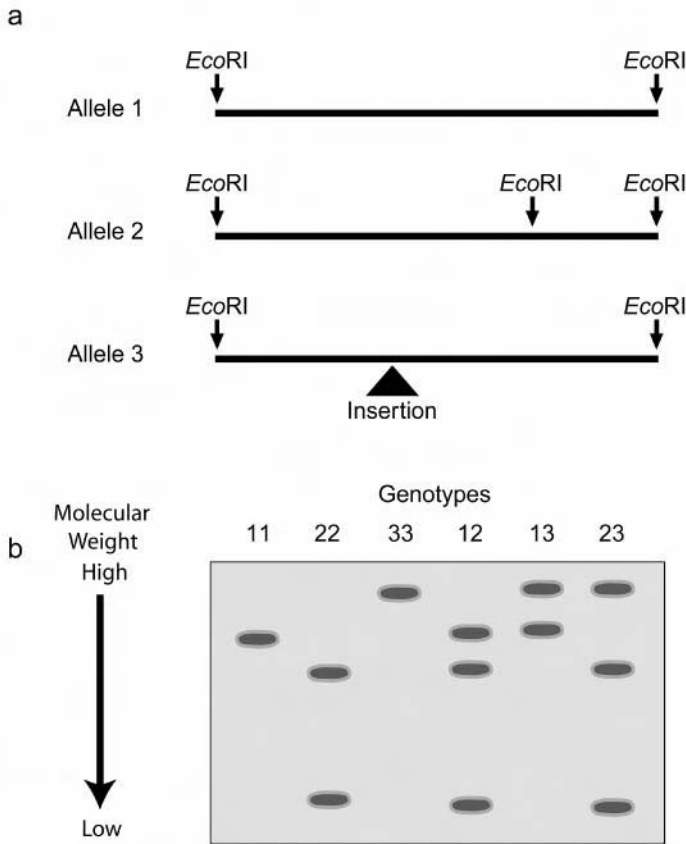 a
EcoRI EcoRI
Allele 1
EcoRI EcoRI EcoRI
Allele 2
EcoRI EcoRI
Allele 3
Insertion
Genotypes
b
Molecular
Weight
High
11 22 33 12 13 23
Low